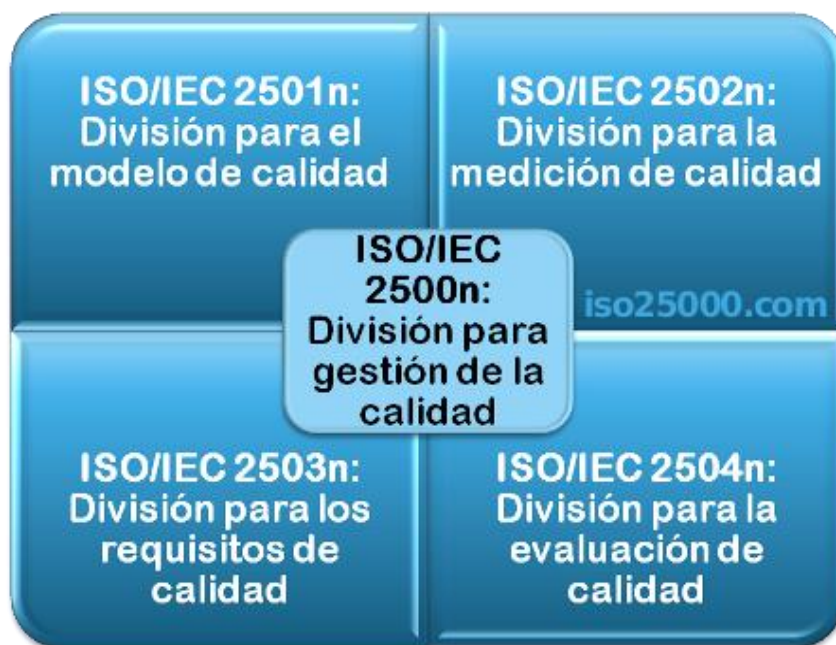 ISO/IEC 2501n:
División para el
modelo de calidad
ISO/IEC 2502n:
División para la
medición de calidad
ISO/IEC
2500n:
División para
gestión de la
calidad
iso25000.com
ISO/IEC 2503n:
División para los
requisitos de
calidad
ISO/IEC 2504n:
División para la
evaluación de
calidad